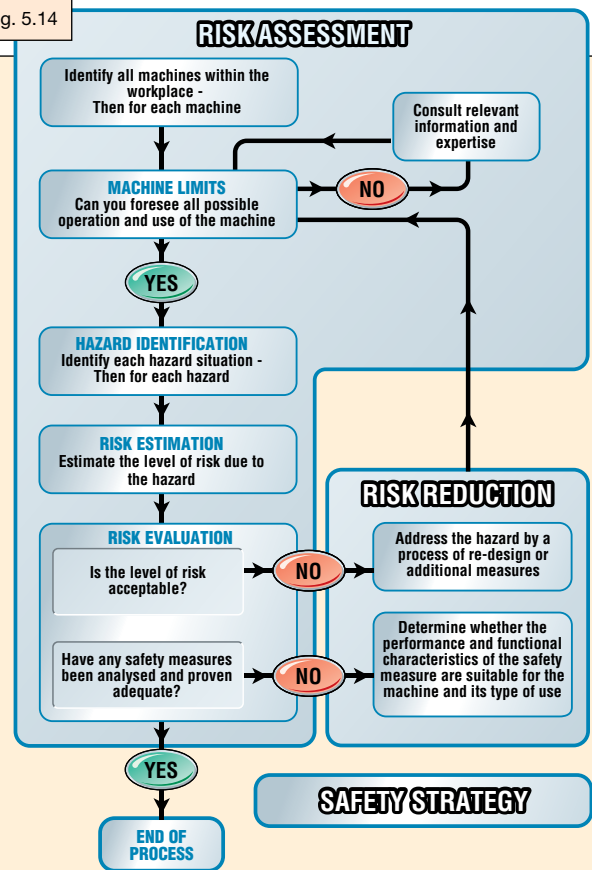 g. 5.14
RISK ASSESSMENT
Identify all machines within the
workplace -
Then for each machine
Consult relevant
information and
expertise
MACHINE LIMITS
Can you foresee all possible
operation and use of the machine
NO
YES
HAZARD IDENTIFICATION
Identify each hazard situation -
Then for each hazard
RISK ESTIMATION
Estimate the level of risk due to
the hazard
RISK EVALUATION
Is the level of risk
acceptable?
NO
Have any safety measures
been analysed and proven
adequate?
NO
RISK REDUCTION
Address the hazard by a
process of re-design or
additional measures
Determine whether the
performance and functional
characteristics of the safety
measure are suitable for the
machine and its type of use
YES
END OF
PROCESS
SAFETY STRATEGY